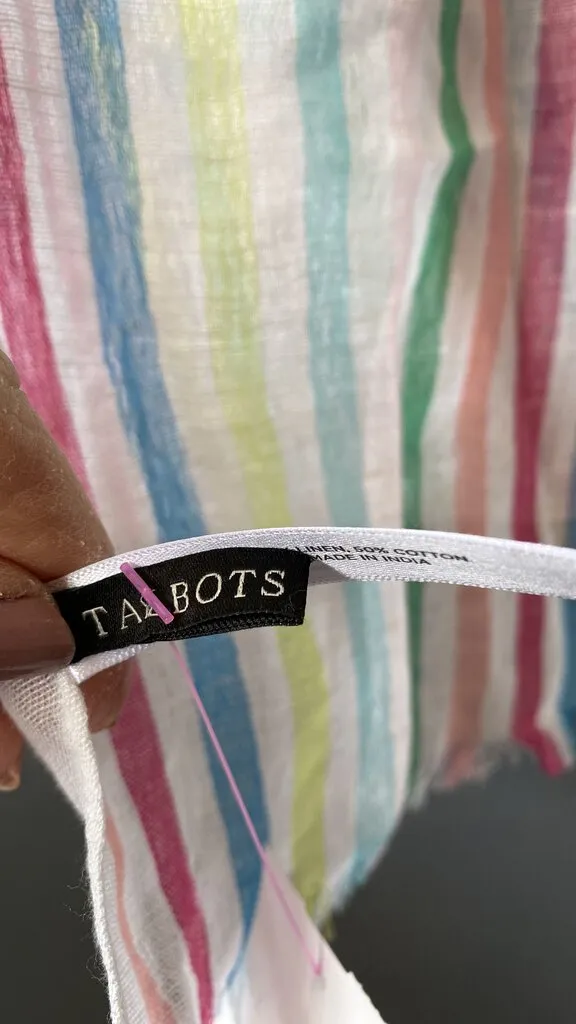 TALBOTS
LINEN, 50% COTTON
MADE IN INDIA